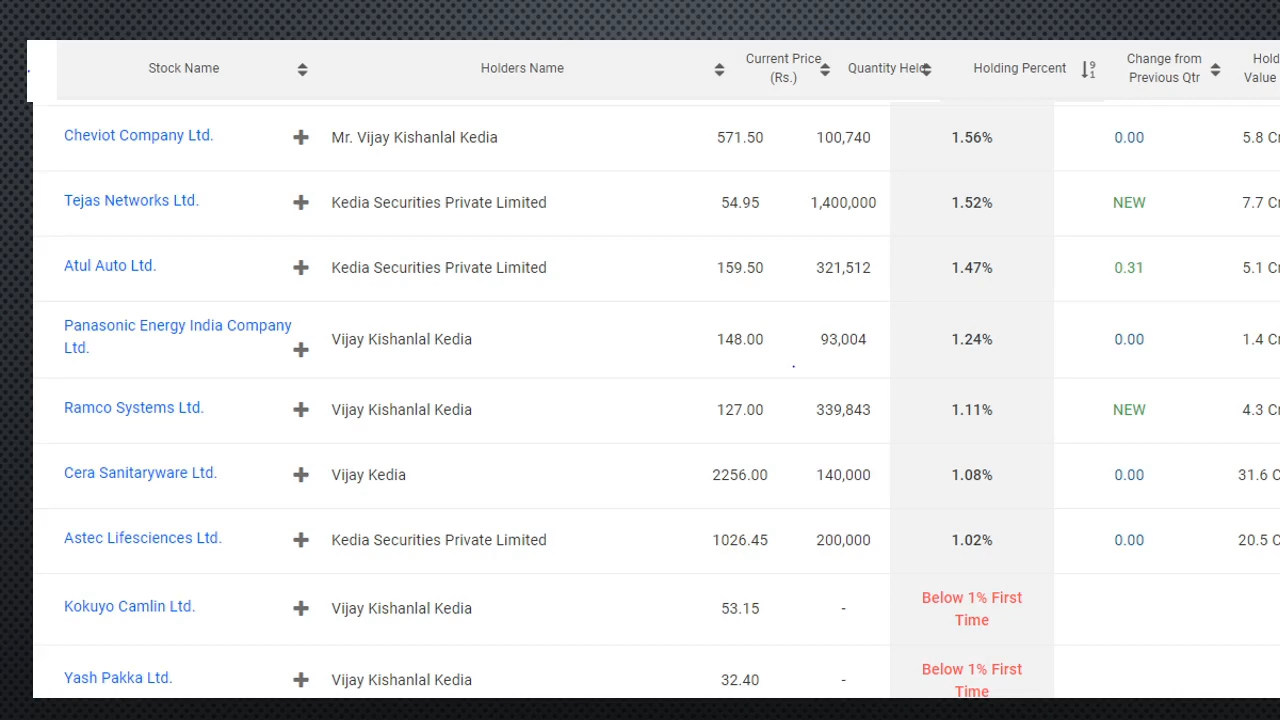 Stock Name Holders Name Current Price (Rs.) Quantity Held Holding Percent Change from Previous Qtr Hold Value
Cheviot Company Ltd. Mr. Vijay Kishanlal Kedia 571.50 100,740 1.56% 0.00 5.8 Cr
Tejas Networks Ltd. Kedia Securities Private Limited 54.95 1,400,000 1.52% NEW 7.7 Cr
Atul Auto Ltd. Kedia Securities Private Limited 159.50 321,512 1.47% 0.31 5.1 Cr
Panasonic Energy India Company
Ltd. Vijay Kishanlal Kedia 148.00 93,004 1.24% 0.00 1.4 Cr
Ramco Systems Ltd. Vijay Kishanlal Kedia 127.00 339,843 1.11% NEW 4.3 Cr
Cera Sanitaryware Ltd. Vijay Kedia 2256.00 140,000 1.08% 0.00 31.6 C
Astec Lifesciences Ltd. Kedia Securities Private Limited 1026.45 200,000 1.02% 0.00 20.5 C
Kokuyo Camlin Ltd. Vijay Kishanlal Kedia 53.15 - Below 1% First
Time
Yash Pakka Ltd. Vijay Kishanlal Kedia 32.40 - Below 1% First
Time